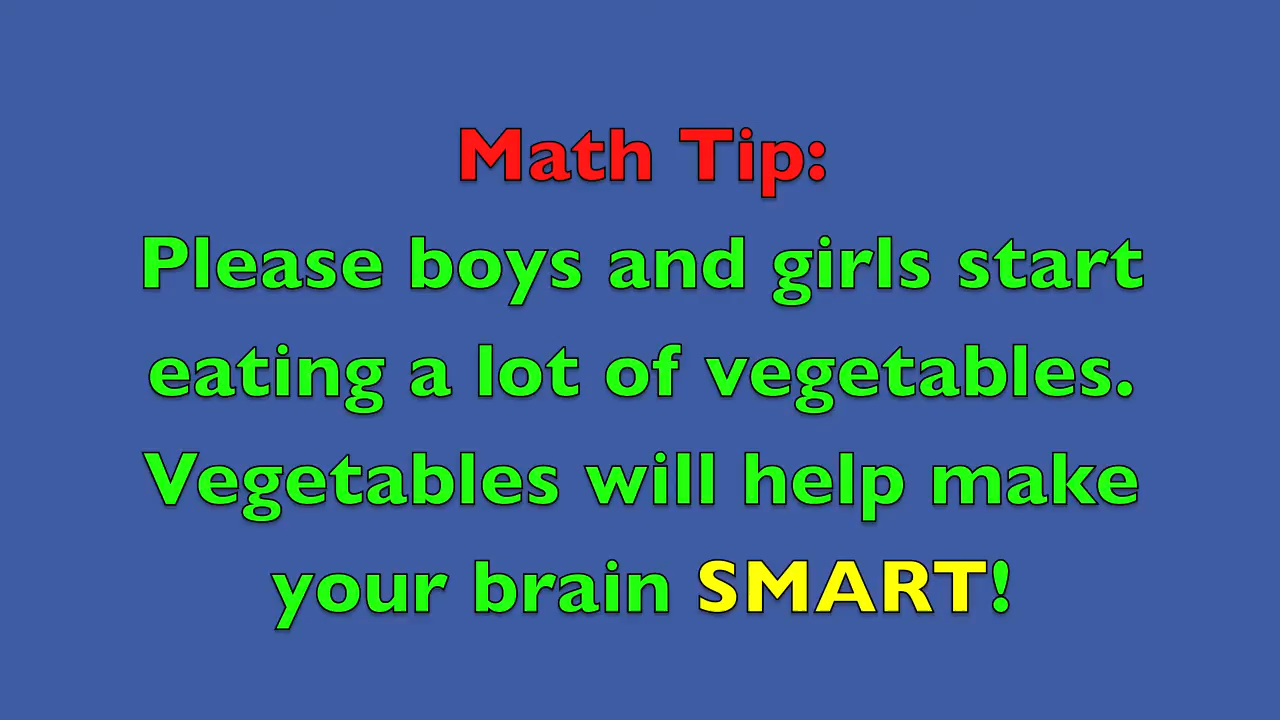 Math Tip:
Please boys and girls start
eating a lot of vegetables.
Vegetables will help make
your brain SMART!